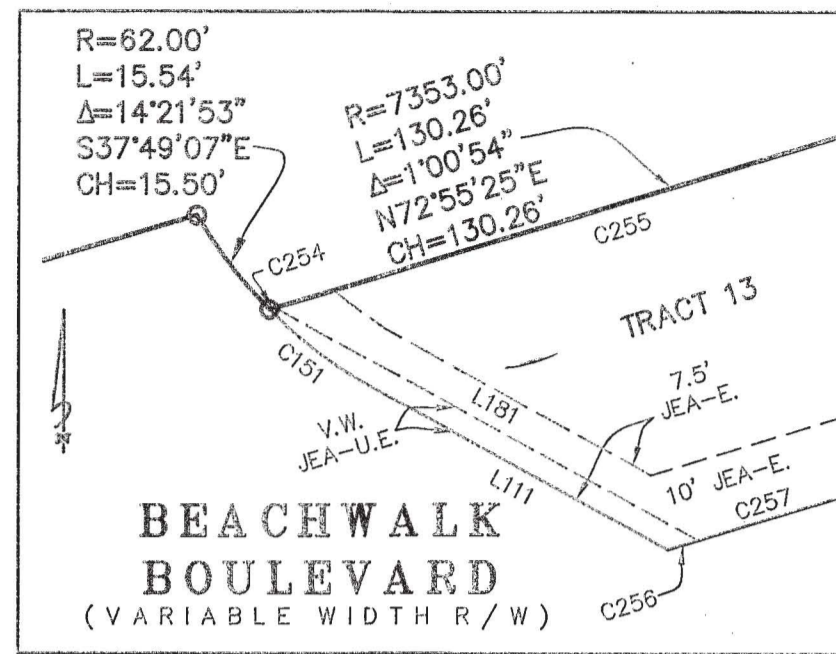 R=62.00'
L=15.54'
Δ=14°21'53"
S37°49'07"E
CH=15.50'
R=7353.00'
L=130.26'
Δ=1°00'54"
N72°55'25"E
CH=130.26'
C254
C255
TRACT 13
C151
L181
7.5'
JEA-E.
V.W.
JEA-U.E.
L111
10' JEA-E.
C257
C256
N
BEACHWALK
BOULEVARD
(VARIABLE WIDTH R/W)